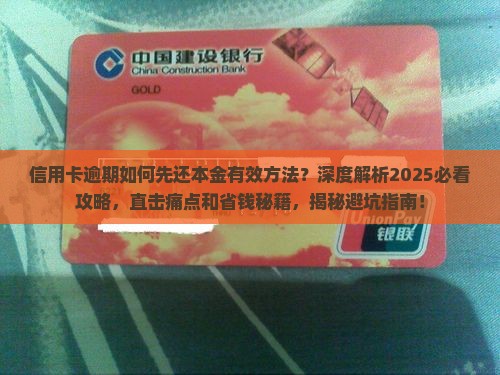 中国建设银行
China Construction Bank
GOLD
信用卡逾期如何先还本金有效方法？深度解析2025必看
攻略，直击痛点和省钱秘籍，揭秘避坑指南！
UnionPay
银联